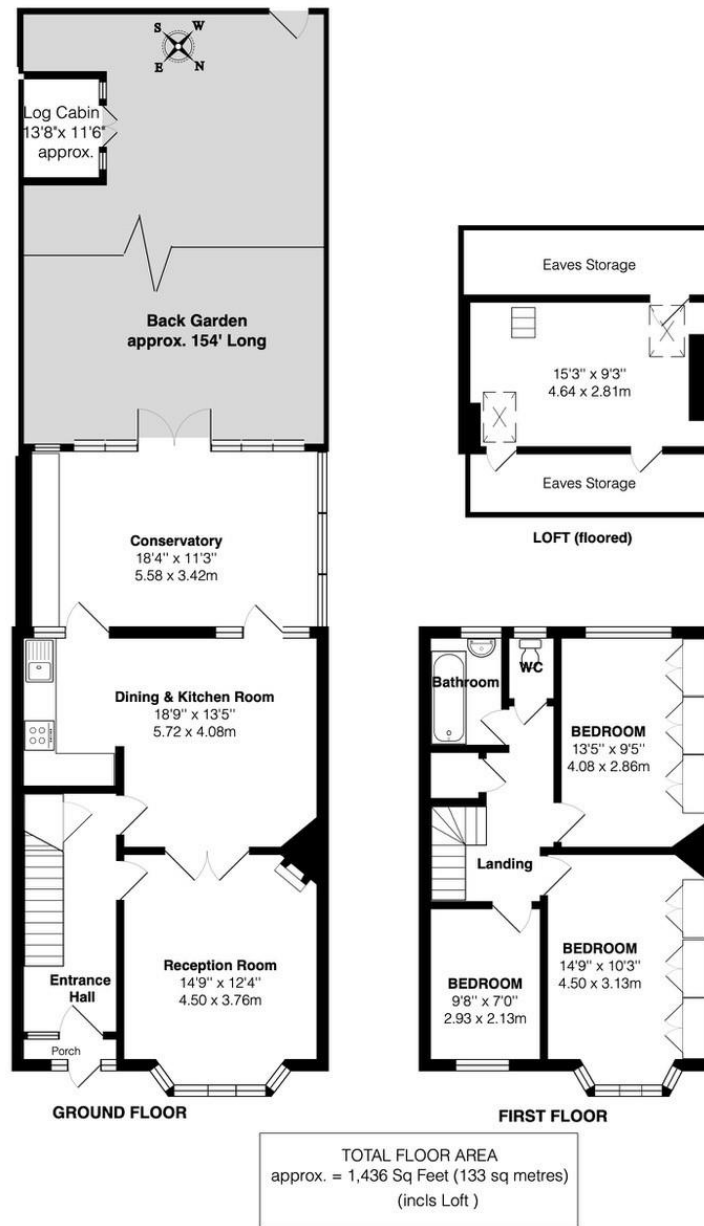 S W
E N
Log Cabin
13'8"x 11'6"
approx.
Back Garden
approx. 154' Long
Conservatory
18'4" x 11'3"
5.58 x 3.42m
Dining & Kitchen Room
18'9" x 13'5"
5.72 x 4.08m
Reception Room
14'9" x 12'4"
4.50 x 3.76m
Entrance
Hall
Porch
GROUND FLOOR
Eaves Storage
15'3" x 9'3"
4.64 x 2.81m
Eaves Storage
LOFT (floored)
Bathroom
WC
BEDROOM
13'5" x 9'5"
4.08 x 2.86m
Landing
BEDROOM
14'9" x 10'3"
4.50 x 3.13m
BEDROOM
9'8" x 7'0"
2.93 x 2.13m
FIRST FLOOR
TOTAL FLOOR AREA
approx. = 1,436 Sq Feet (133 sq metres)
(incls Loft )